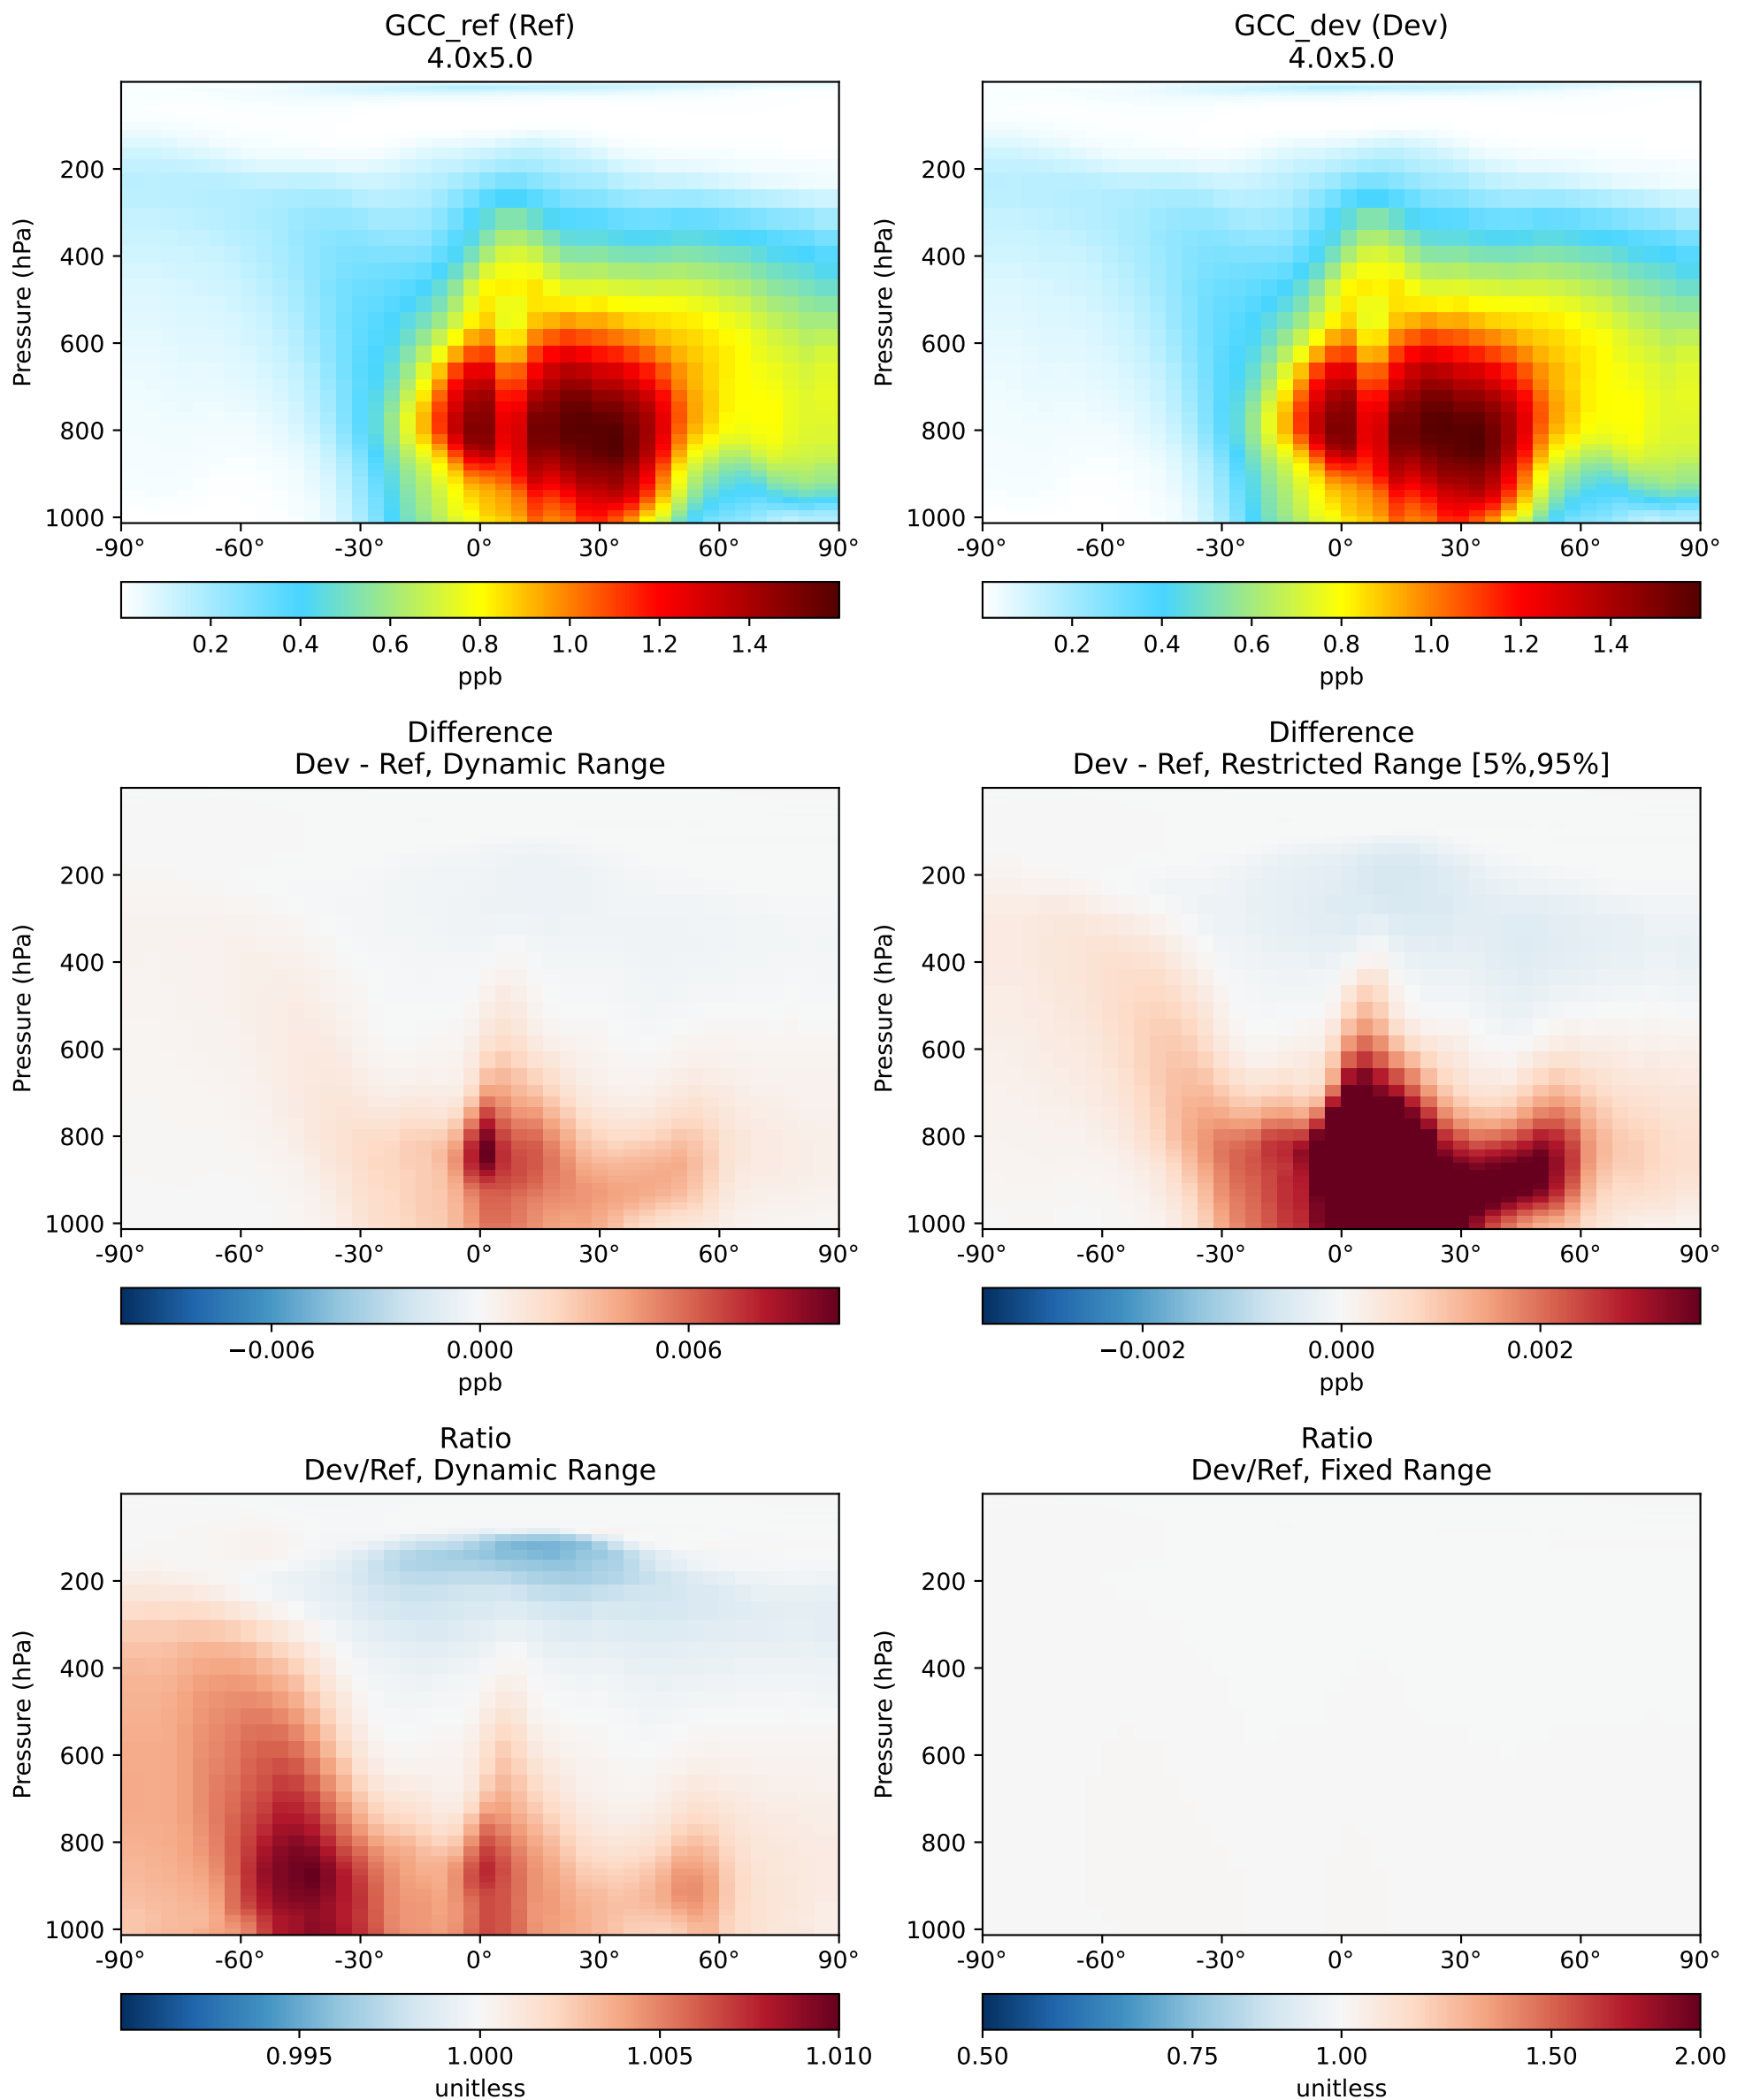 GCC_ref (Ref)
4.0x5.0
Pressure (hPa)
200
400
600
800
1000
-90° -60° -30° 0° 30° 60° 90°
0.2 0.4 0.6 0.8 1.0 1.2 1.4
ppb
GCC_dev (Dev)
4.0x5.0
Pressure (hPa)
200
400
600
800
1000
-90° -60° -30° 0° 30° 60° 90°
0.2 0.4 0.6 0.8 1.0 1.2 1.4
ppb
Difference
Dev - Ref, Dynamic Range
Pressure (hPa)
200
400
600
800
1000
-90° -60° -30° 0° 30° 60° 90°
−0.006 0.000 0.006
ppb
Difference
Dev - Ref, Restricted Range [5%,95%]
Pressure (hPa)
200
400
600
800
1000
-90° -60° -30° 0° 30° 60° 90°
−0.002 0.000 0.002
ppb
Ratio
Dev/Ref, Dynamic Range
Pressure (hPa)
200
400
600
800
1000
-90° -60° -30° 0° 30° 60° 90°
0.995 1.000 1.005 1.010
unitless
Ratio
Dev/Ref, Fixed Range
Pressure (hPa)
200
400
600
800
1000
-90° -60° -30° 0° 30° 60° 90°
0.50 0.75 1.00 1.50 2.00
unitless